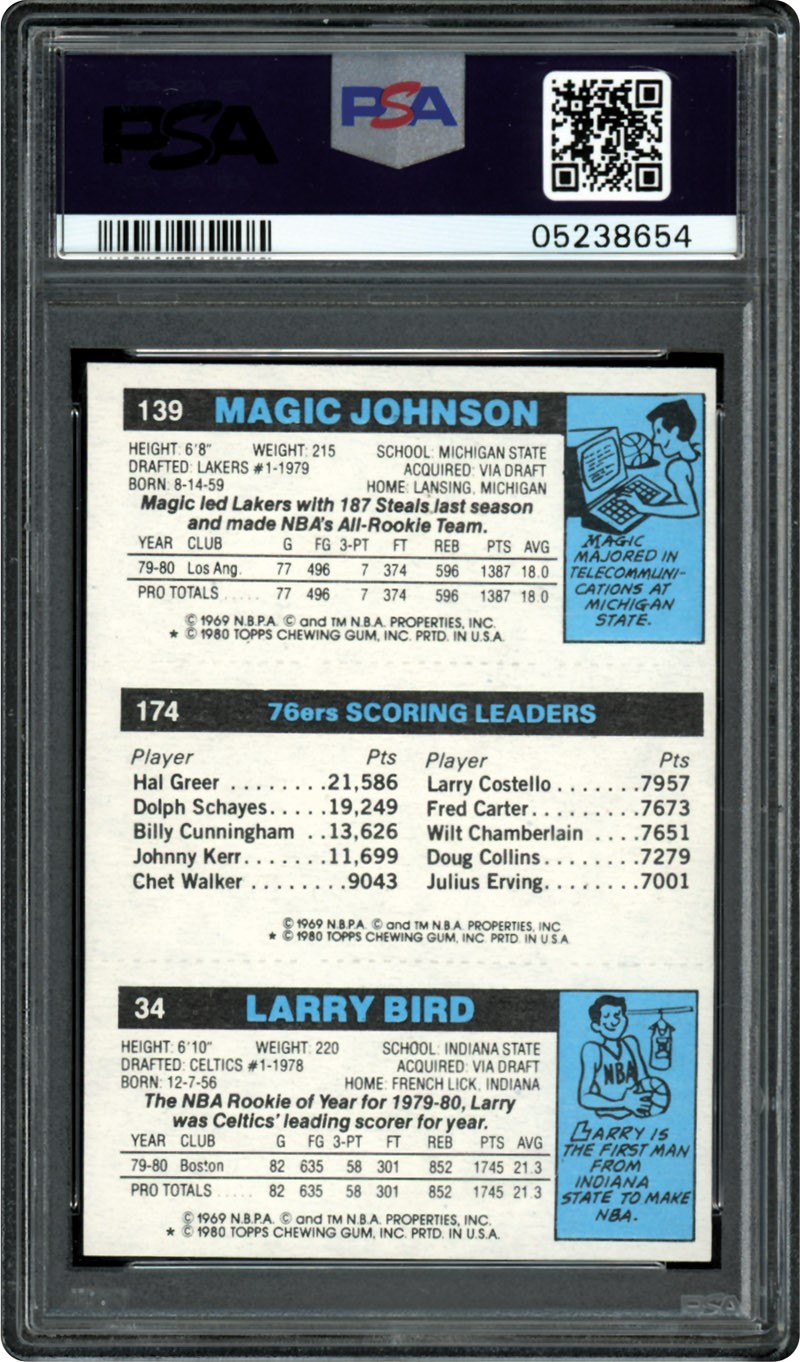 PSA
PSA
05238654
139 MAGIC JOHNSON
HEIGHT: 6'8" WEIGHT: 215 SCHOOL: MICHIGAN STATE
DRAFTED: LAKERS #1-1979 ACQUIRED: VIA DRAFT
BORN: 8-14-59 HOME: LANSING, MICHIGAN
Magic led Lakers with 187 Steals last season
and made NBA's All-Rookie Team.
YEAR CLUB G FG 3-PT FT REB PTS AVG
79-80 Los Ang. 77 496 7 374 596 1387 18.0
PRO TOTALS ..... 77 496 7 374 596 1387 18.0
© 1969 N.B.P.A. © and TM N.B.A. PROPERTIES, INC.
* © 1980 TOPPS CHEWING GUM, INC. PRTD. IN U.S.A.
MAGIC
MAJORED IN
TELECOMMUNI-
CATIONS AT
MICHIGAN
STATE.
174 76ers SCORING LEADERS
Player Pts Player Pts
Hal Greer ........21,586 Larry Costello .......7957
Dolph Schayes.....19,249 Fred Carter.........7673
Billy Cunningham ..13,626 Wilt Chamberlain ....7651
Johnny Kerr.......11,699 Doug Collins........7279
Chet Walker ........9043 Julius Erving........7001
© 1969 N.B.P.A. © and TM N.B.A. PROPERTIES, INC.
* © 1980 TOPPS CHEWING GUM, INC. PRTD. IN U.S.A.
34 LARRY BIRD
HEIGHT: 6'10" WEIGHT: 220 SCHOOL: INDIANA STATE
DRAFTED: CELTICS #1-1978 ACQUIRED: VIA DRAFT
BORN: 12-7-56 HOME: FRENCH LICK, INDIANA
The NBA Rookie of Year for 1979-80, Larry
was Celtics' leading scorer for year.
YEAR CLUB G FG 3-PT FT REB PTS AVG
79-80 Boston 82 635 58 301 852 1745 21.3
PRO TOTALS ..... 82 635 58 301 852 1745 21.3
© 1969 N.B.P.A. © and TM N.B.A. PROPERTIES, INC.
* © 1980 TOPPS CHEWING GUM, INC. PRTD. IN U.S.A.
NBA
LARRY IS
THE FIRST MAN
FROM
INDIANA
STATE TO MAKE
NBA.
PSA